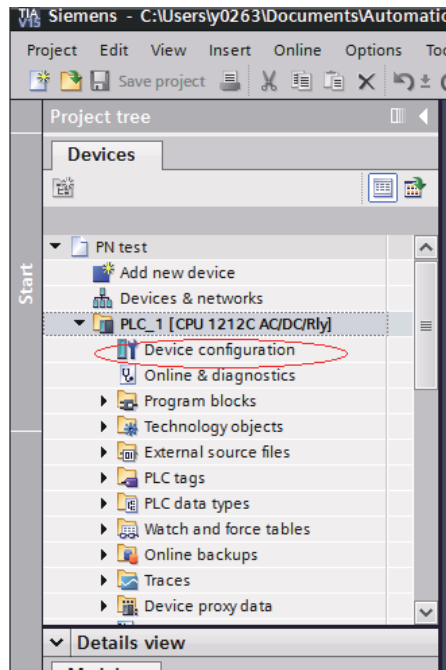 TIA V15 Siemens - C:\Users\y0263\Documents\Automatic
Project Edit View Insert Online Options
Save project
Project tree
Devices
Start
PN test
Add new device
Devices & networks
PLC_1 [CPU 1212C AC/DC/Rly]
Device configuration
Online & diagnostics
Program blocks
Technology objects
External source files
PLC tags
PLC data types
Watch and force tables
Online backups
Traces
Device proxy data
Details view